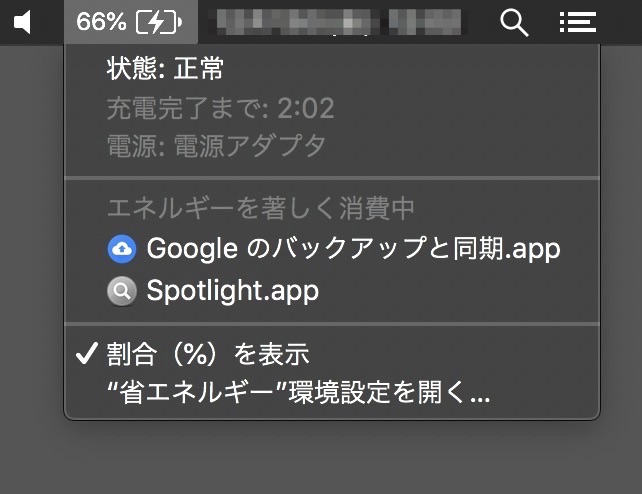 66%
状態: 正常
充電完了まで: 2:02
電源: 電源アダプタ
エネルギーを著しく消費中
Google のバックアップと同期.app
Spotlight.app
割合（%）を表示
“省エネルギー”環境設定を開く...